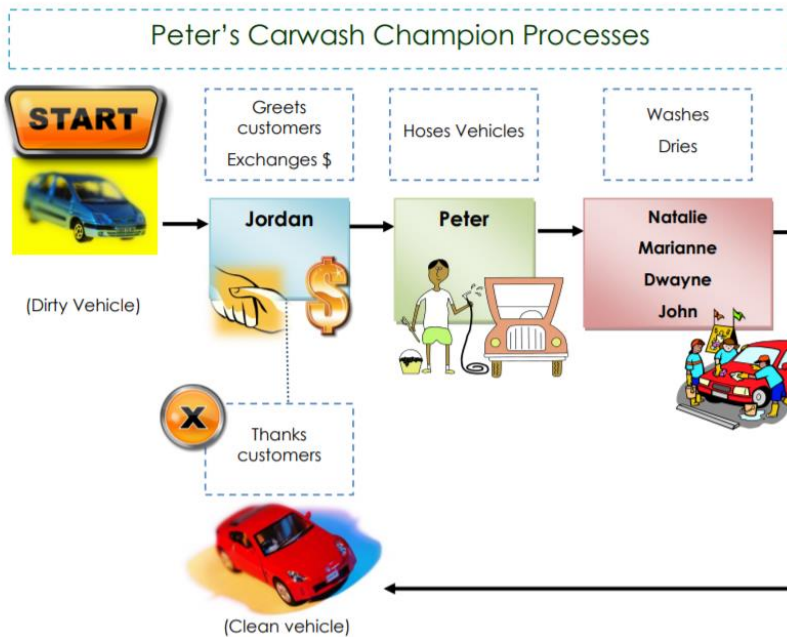 Peter's Carwash Champion Processes
START
Greets
customers
Exchanges $
Hoses Vehicles
Washes
Dries
Jordan
Peter
Natalie
Marianne
Dwayne
John
$
(Dirty Vehicle)
X
Thanks
customers
(Clean vehicle)